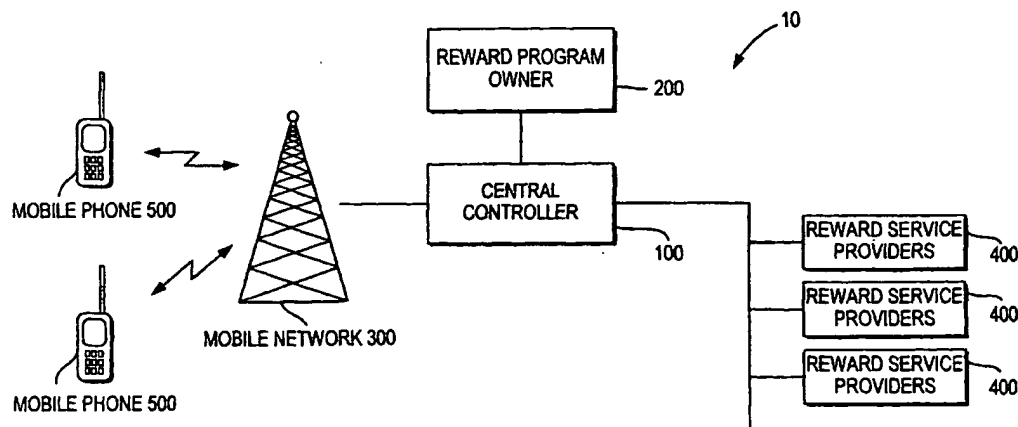 10
REWARD PROGRAM
OWNER
200
MOBILE PHONE 500
CENTRAL
CONTROLLER
100
REWARD SERVICE
PROVIDERS
400
MOBILE NETWORK 300
REWARD SERVICE
PROVIDERS
400
MOBILE PHONE 500
REWARD SERVICE
PROVIDERS
400